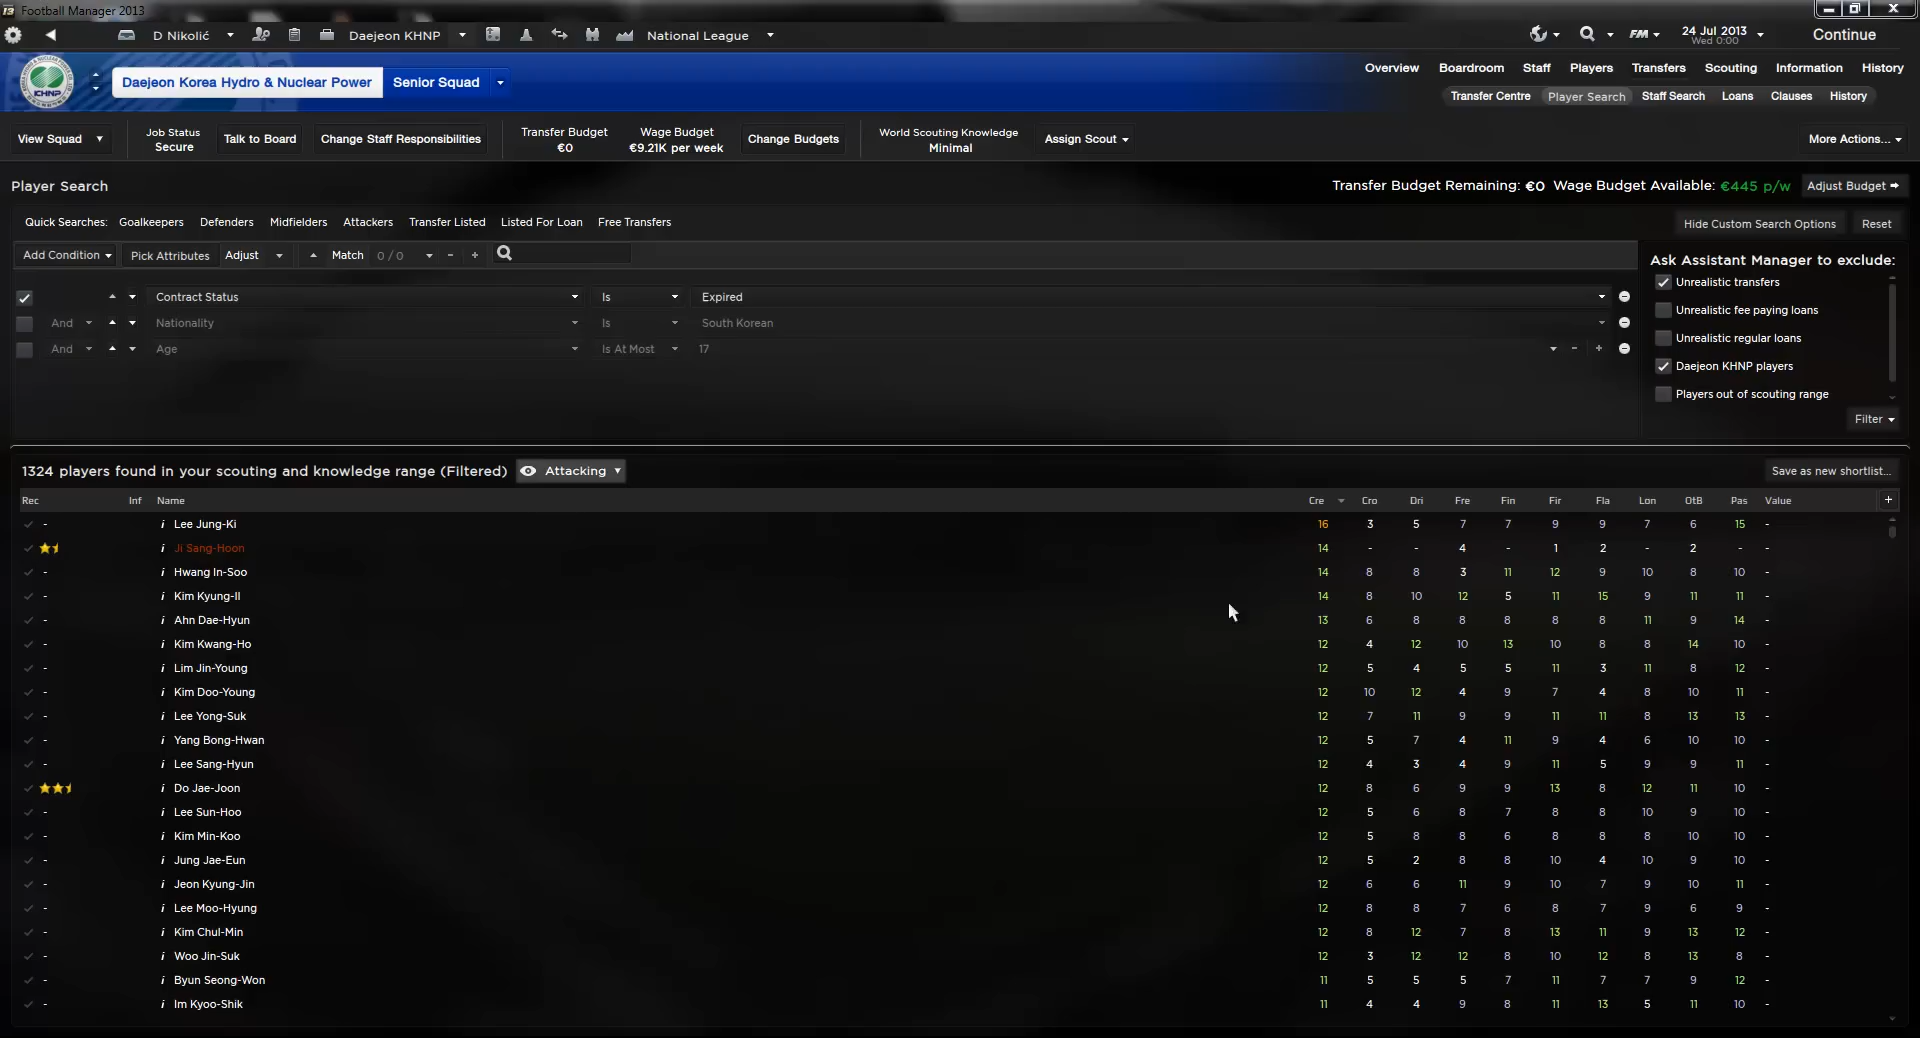 Football Manager 2013
D Nikolić Daejeon KHNP National League FM 24 Jul 2013 Continue
Wed 0:00
KHNP Daejeon Korea Hydro & Nuclear Power Senior Squad
Overview Boardroom Staff Players Transfers Scouting Information History
Transfer Centre Player Search Staff Search Loans Clauses History
View Squad Job Status Talk to Board Change Staff Responsibilities Transfer Budget Wage Budget Change Budgets World Scouting Knowledge Assign Scout More Actions...
Secure €0 €9.21K per week Minimal
Player Search Transfer Budget Remaining: €0 Wage Budget Available: €445 p/w Adjust Budget
Quick Searches: Goalkeepers Defenders Midfielders Attackers Transfer Listed Listed For Loan Free Transfers Hide Custom Search Options Reset
Add Condition Pick Attributes Adjust Match 0 / 0 - +
Ask Assistant Manager to exclude:
Unrealistic transfers
Unrealistic fee paying loans
Unrealistic regular loans
Daejeon KHNP players
Players out of scouting range
Filter
Contract Status Is Expired
And Nationality Is South Korean
And Age Is At Most 17 - +
1324 players found in your scouting and knowledge range (Filtered) Attacking Save as new shortlist...
Rec Inf Name Cre Cro Dri Fre Fin Fir Fla Lon OtB Pas Value +
- i Lee Jung-Ki 16 3 5 7 7 9 9 7 6 15 -
i Ji Sang-Hoon 14 - - 4 - 1 2 - 2 - -
- i Hwang In-Soo 14 8 8 3 11 12 9 10 8 10 -
- i Kim Kyung-Il 14 8 10 12 5 11 15 9 11 11 -
- i Ahn Dae-Hyun 13 6 8 8 8 8 8 11 9 14 -
- i Kim Kwang-Ho 12 4 12 10 13 10 8 8 14 10 -
- i Lim Jin-Young 12 5 4 5 5 11 3 11 8 12 -
- i Kim Doo-Young 12 10 12 4 9 7 4 8 10 11 -
- i Lee Yong-Suk 12 7 11 9 9 11 11 8 13 13 -
- i Yang Bong-Hwan 12 5 7 4 11 9 4 6 10 10 -
- i Lee Sang-Hyun 12 4 3 4 9 11 5 9 9 11 -
i Do Jae-Joon 12 8 6 9 9 13 8 12 11 10 -
- i Lee Sun-Hoo 12 5 6 8 7 8 8 10 9 10 -
- i Kim Min-Koo 12 5 8 8 6 8 8 8 10 10 -
- i Jung Jae-Eun 12 5 2 8 8 10 4 10 9 10 -
- i Jeon Kyung-Jin 12 6 6 11 9 10 7 9 10 11 -
- i Lee Moo-Hyung 12 8 8 7 6 8 7 9 6 9 -
- i Kim Chul-Min 12 8 12 7 8 13 11 9 13 12 -
- i Woo Jin-Suk 12 3 12 12 8 10 12 8 13 8 -
- i Byun Seong-Won 11 5 5 5 7 11 7 7 9 12 -
- i Im Kyoo-Shik 11 4 4 9 8 11 13 5 11 10 -